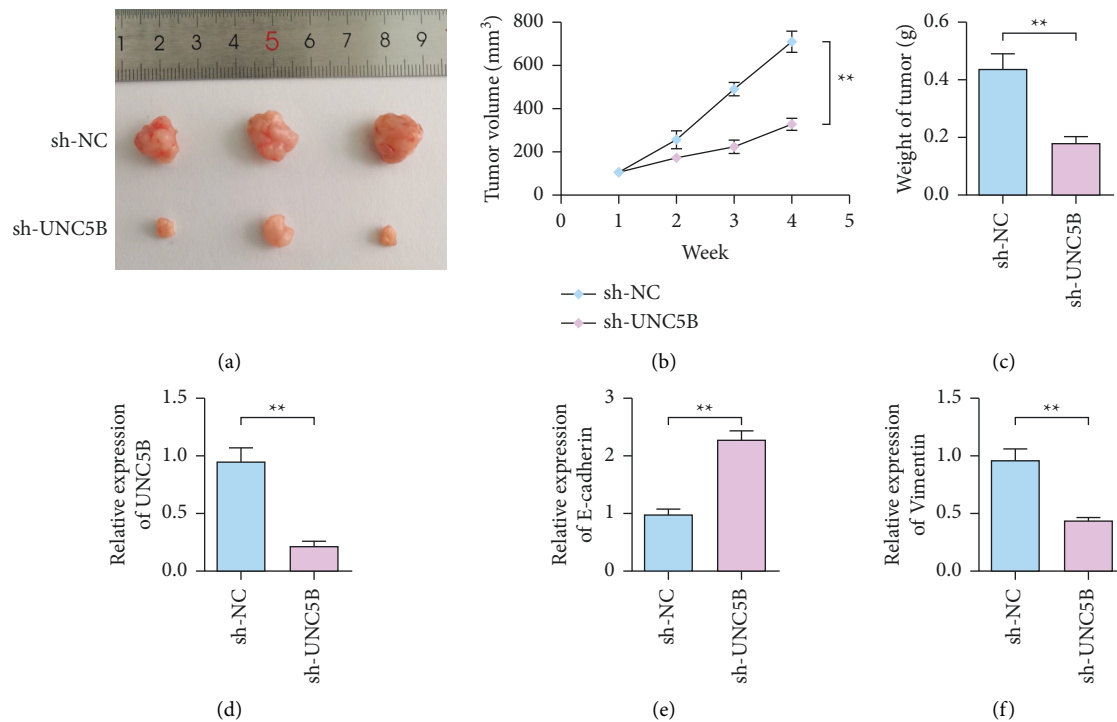 1 2 3 4 5 6 7 8 9
sh-NC
sh-UNC5B
(a)
Tumor volume (mm³)
800
600
400
200
0
0 1 2 3 4 5
Week
**
sh-NC
sh-UNC5B
(b)
Weight of tumor (g)
0.6
0.4
0.2
0.0
**
sh-NC
sh-UNC5B
(c)
Relative expression
of UNC5B
1.5
1.0
0.5
0.0
**
sh-NC
sh-UNC5B
(d)
Relative expression
of E-cadherin
3
2
1
0
**
sh-NC
sh-UNC5B
(e)
Relative expression
of Vimentin
1.5
1.0
0.5
0.0
**
sh-NC
sh-UNC5B
(f)